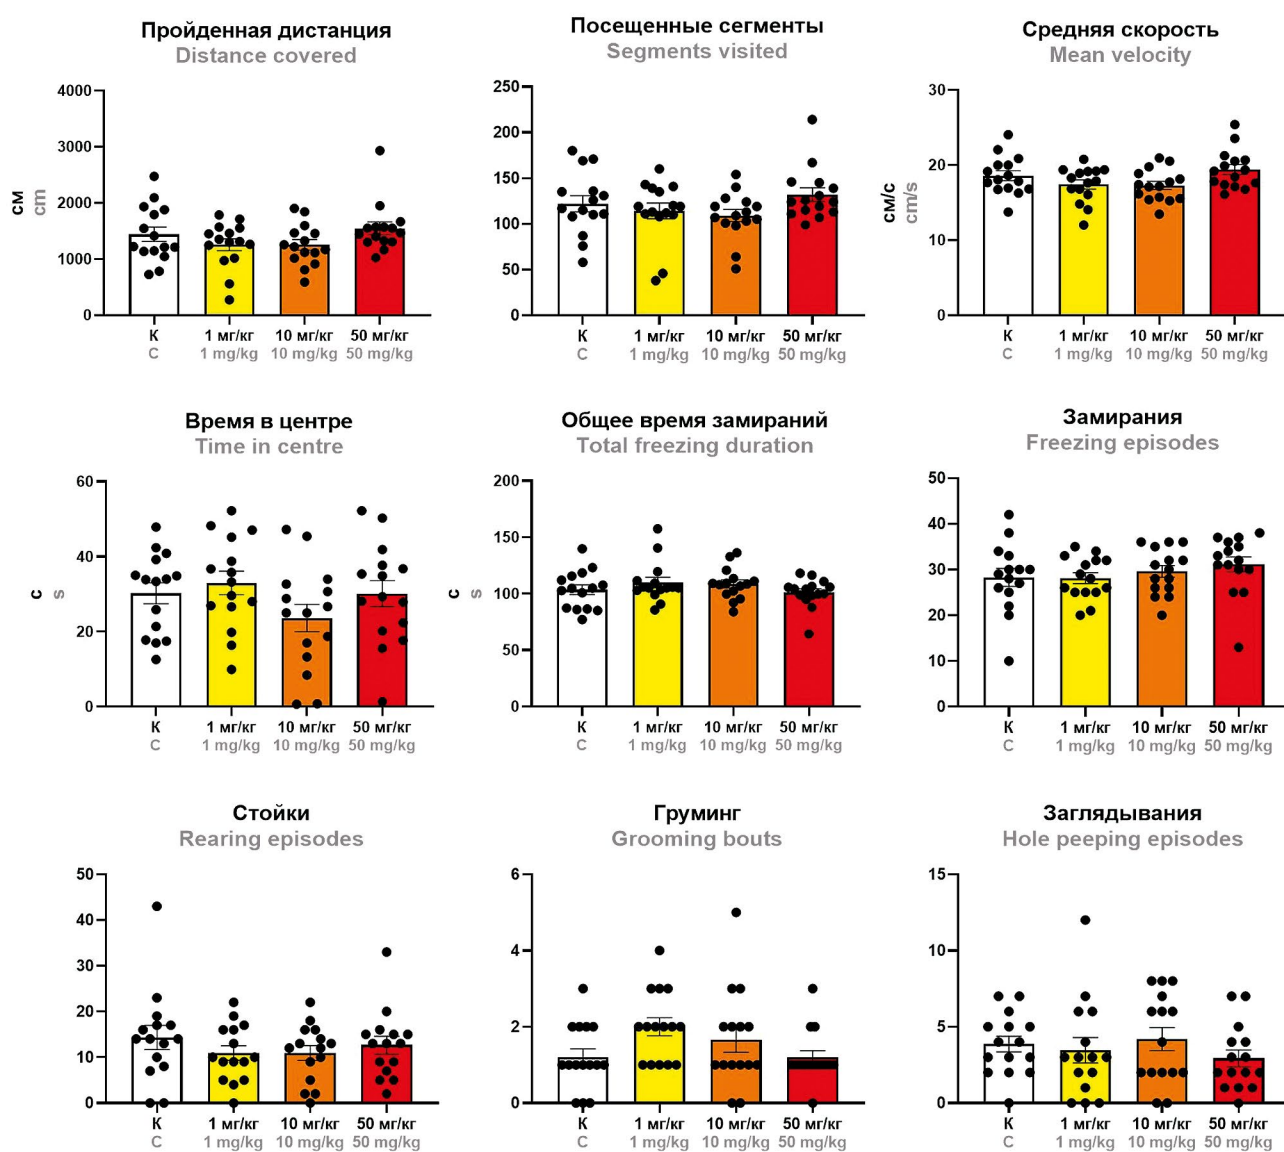 Пройденная дистанция
Distance covered
см
cm
4000
3000
2000
1000
0
К
C
1 мг/кг
1 mg/kg
10 мг/кг
10 mg/kg
50 мг/кг
50 mg/kg
Посещенные сегменты
Segments visited
250
200
150
100
50
0
К
C
1 мг/кг
1 mg/kg
10 мг/кг
10 mg/kg
50 мг/кг
50 mg/kg
Средняя скорость
Mean velocity
см/с
cm/s
30
20
10
0
К
C
1 мг/кг
1 mg/kg
10 мг/кг
10 mg/kg
50 мг/кг
50 mg/kg
Время в центре
Time in centre
с
s
60
40
20
0
К
C
1 мг/кг
1 mg/kg
10 мг/кг
10 mg/kg
50 мг/кг
50 mg/kg
Общее время замираний
Total freezing duration
с
s
200
150
100
50
0
К
C
1 мг/кг
1 mg/kg
10 мг/кг
10 mg/kg
50 мг/кг
50 mg/kg
Замирания
Freezing episodes
50
40
30
20
10
0
К
C
1 мг/кг
1 mg/kg
10 мг/кг
10 mg/kg
50 мг/кг
50 mg/kg
Стойки
Rearing episodes
50
40
30
20
10
0
К
C
1 мг/кг
1 mg/kg
10 мг/кг
10 mg/kg
50 мг/кг
50 mg/kg
Груминг
Grooming bouts
6
4
2
0
К
C
1 мг/кг
1 mg/kg
10 мг/кг
10 mg/kg
50 мг/кг
50 mg/kg
Заглядывания
Hole peeping episodes
15
10
5
0
К
C
1 мг/кг
1 mg/kg
10 мг/кг
10 mg/kg
50 мг/кг
50 mg/kg